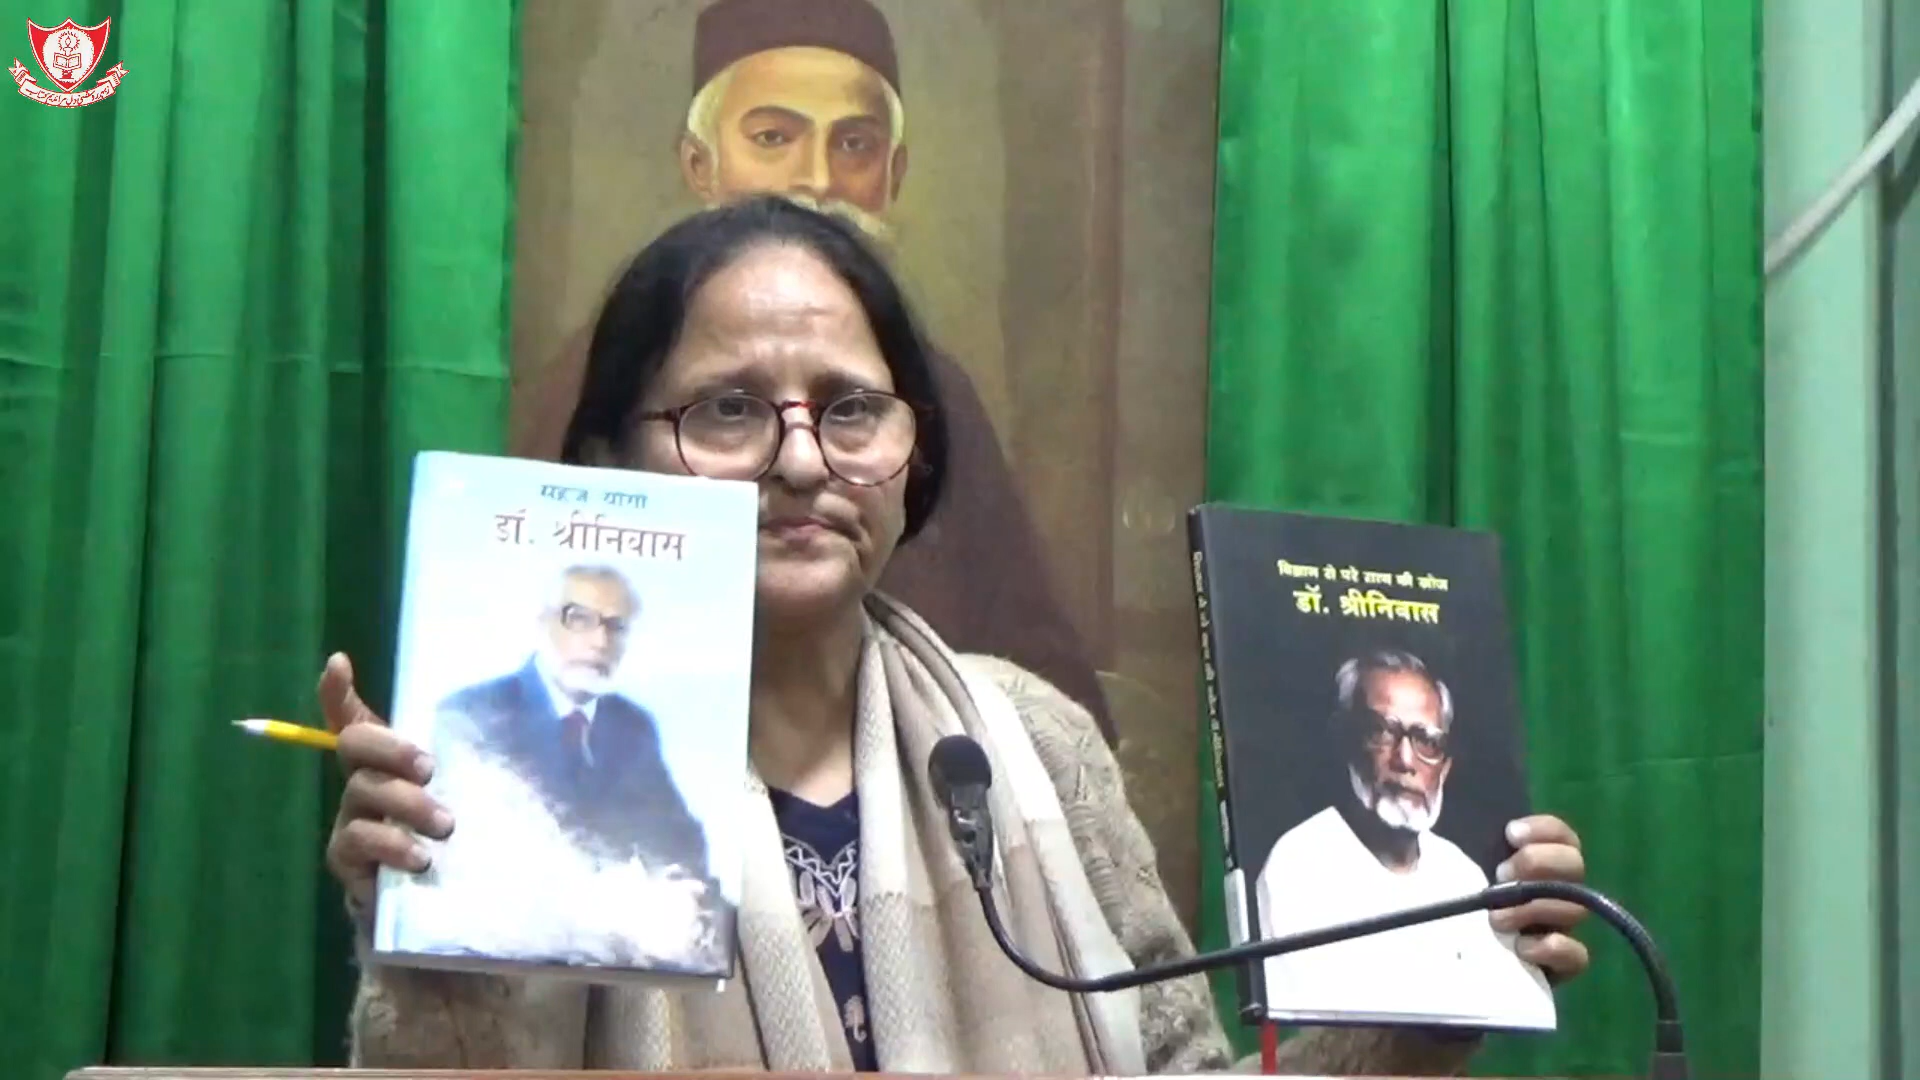 सहज योगी
डॉ. श्रीनिवास
विज्ञान से परे सत्य की खोज
डॉ. श्रीनिवास